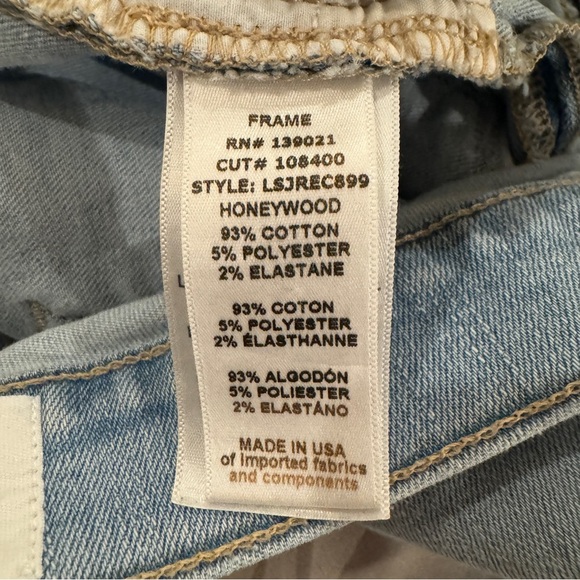 FRAME
RN# 139021
CUT# 108400
STYLE: LSJREC899
HONEYWOOD
93% COTTON
5% POLYESTER
2% ELASTANE
93% COTON
5% POLYESTER
2% ÉLASTHANNE
93% ALGODÓN
5% POLIESTER
2% ELASTÁNO
MADE IN USA
of imported fabrics
and components